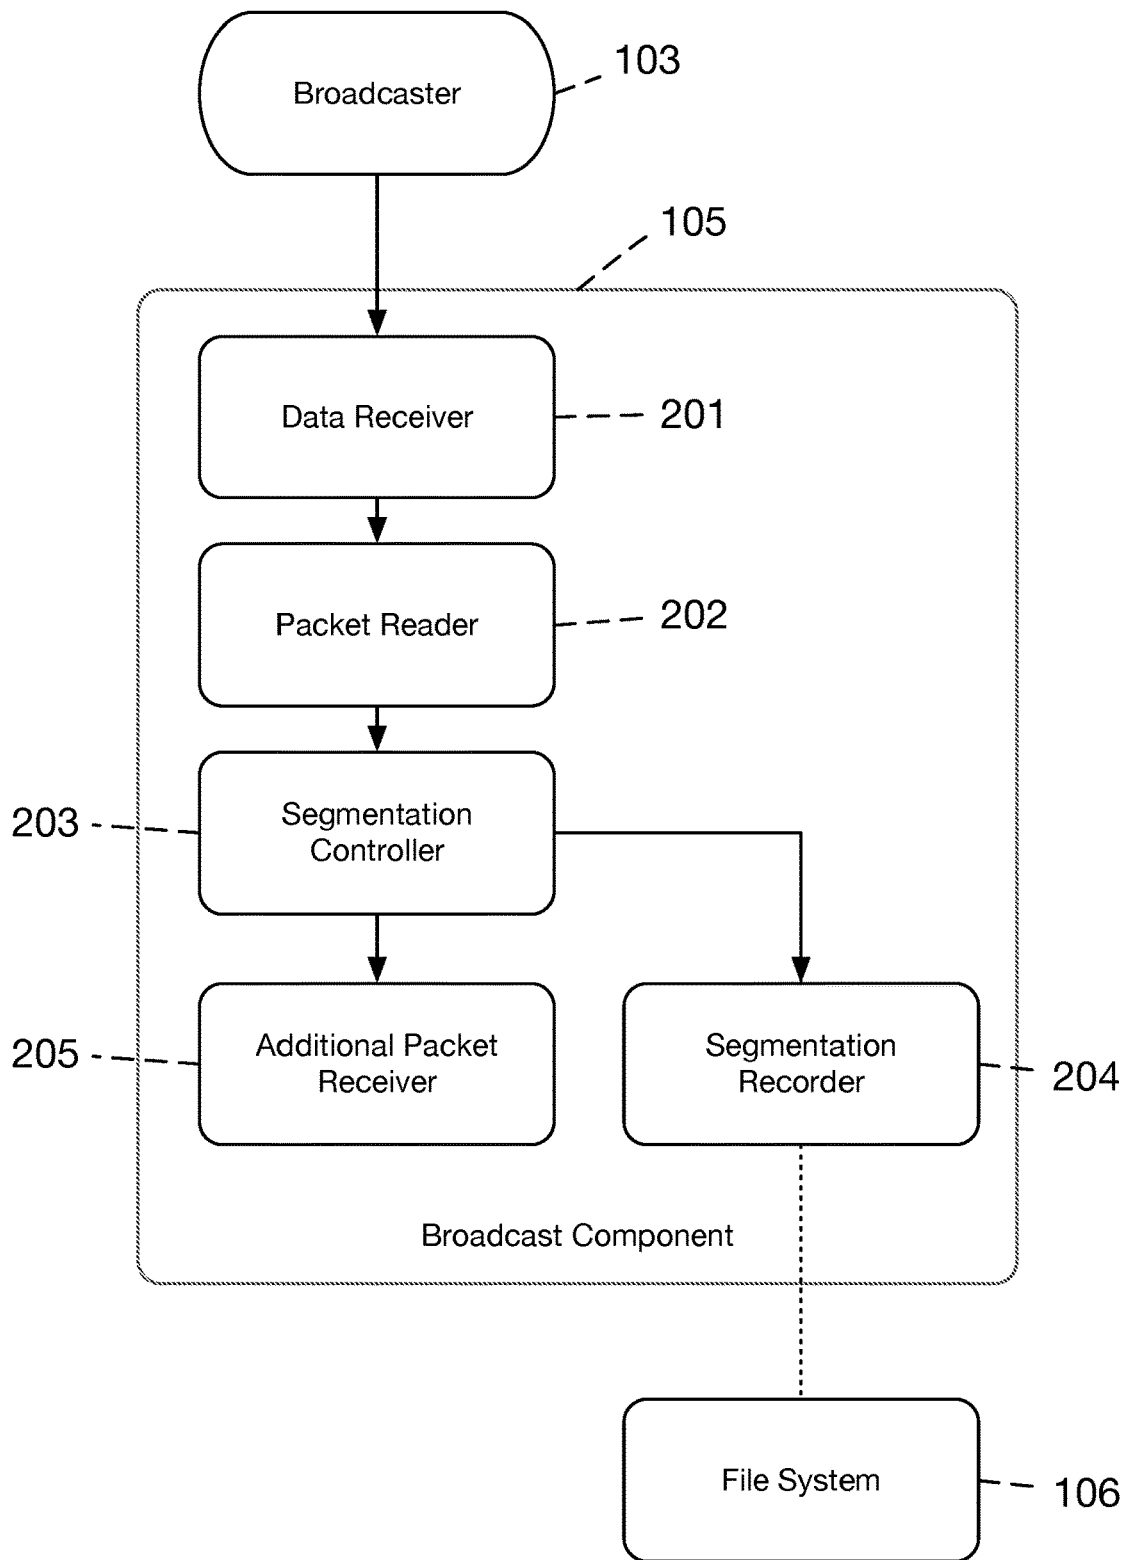 Broadcaster
103
105
Data Receiver
201
Packet Reader
202
203
Segmentation
Controller
205
Additional Packet
Receiver
Segmentation
Recorder
204
Broadcast Component
File System
106